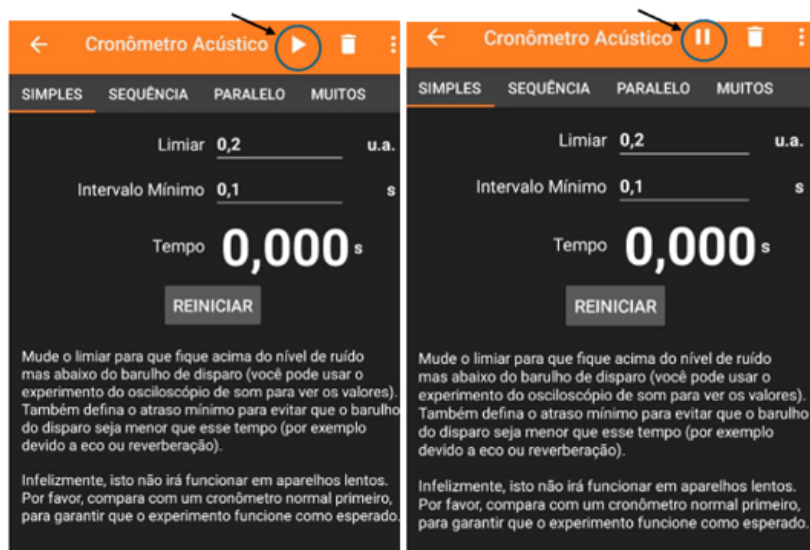 Cronômetro Acústico
SIMPLES SEQUÊNCIA PARALELO MUITOS
Limiar 0,2 u.a.
Intervalo Mínimo 0,1 s
Tempo 0,000 s
REINICIAR
Mude o limiar para que fique acima do nível de ruído
mas abaixo do barulho de disparo (você pode usar o
experimento do osciloscópio de som para ver os valores).
Também defina o atraso mínimo para evitar que o barulho
do disparo seja menor que esse tempo (por exemplo
devido a eco ou reverberação).
Infelizmente, isto não irá funcionar em aparelhos lentos.
Por favor, compara com um cronômetro normal primeiro,
para garantir que o experimento funcione como esperado.
Cronômetro Acústico
SIMPLES SEQUÊNCIA PARALELO MUITOS
Limiar 0,2 u.a.
Intervalo Mínimo 0,1 s
Tempo 0,000 s
REINICIAR
Mude o limiar para que fique acima do nível de ruído
mas abaixo do barulho de disparo (você pode usar o
experimento do osciloscópio de som para ver os valores).
Também defina o atraso mínimo para evitar que o barulho
do disparo seja menor que esse tempo (por exemplo
devido a eco ou reverberação).
Infelizmente, isto não irá funcionar em aparelhos lentos.
Por favor, compara com um cronômetro normal primeiro,
para garantir que o experimento funcione como esperado.